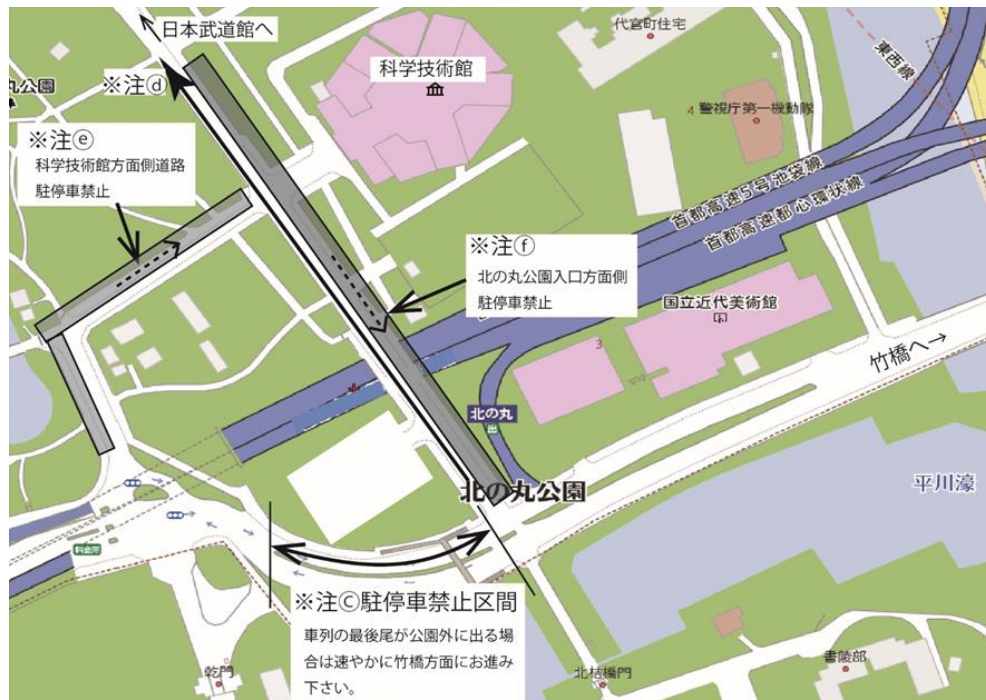 日本武道館へ
代官町住宅
東西線
科学技術館
丸公園
※注ⓓ
4 警視庁第一機動隊
※注ⓔ
科学技術館方面側道路
駐停車禁止
首都高速5号池袋線
首都高速都心環状線
※注ⓕ
北の丸公園入口方面側
駐停車禁止
国立近代美術館
3
竹橋へ→
北の丸
出
北の丸公園
平川濠
料金所
※注ⓒ駐停車禁止区間
車列の最後尾が公園外に出る場
合は速やかに竹橋方面にお進み
下さい。
乾門
北桔橋門
書陵部